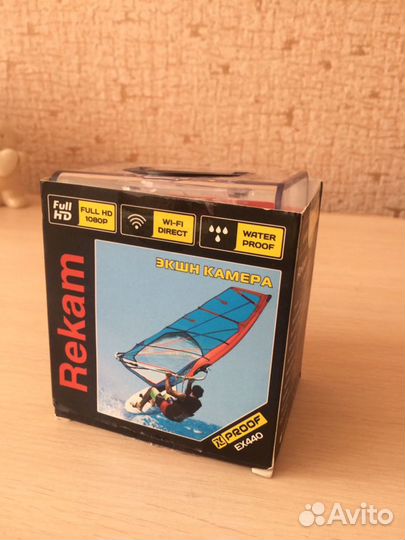 Full HD
FULL HD
1080P
WI-FI
DIRECT
WATER
PROOF
ЭКШН КАМЕРА
Rekam
X PROOF
EX440
Avito